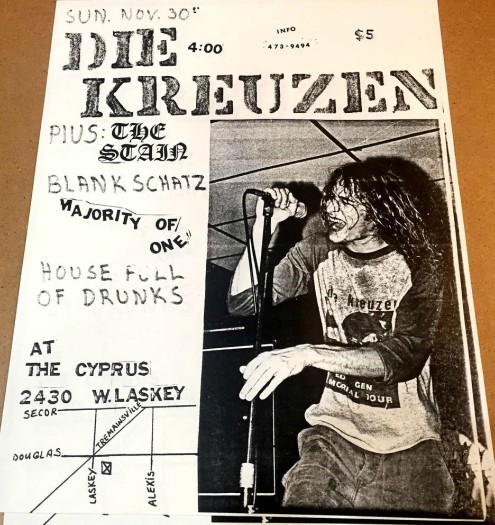 SUN. NOV. 30th
DIE
4:00
INFO
473-9494
$5
KREUZEN
PlUS: THE
STAIN
BLANK SCHATZ
MAJORITY OF
ONE"
HOUSE FULL
OF DRUNKS
AT
THE CYPRUS
2430 W. LASKEY
SECOR
TREMAINSVILLE
DOUGLAS
LASKEY
ALEXIS
Kreuzen
ED GEN
MORIAL TOUR